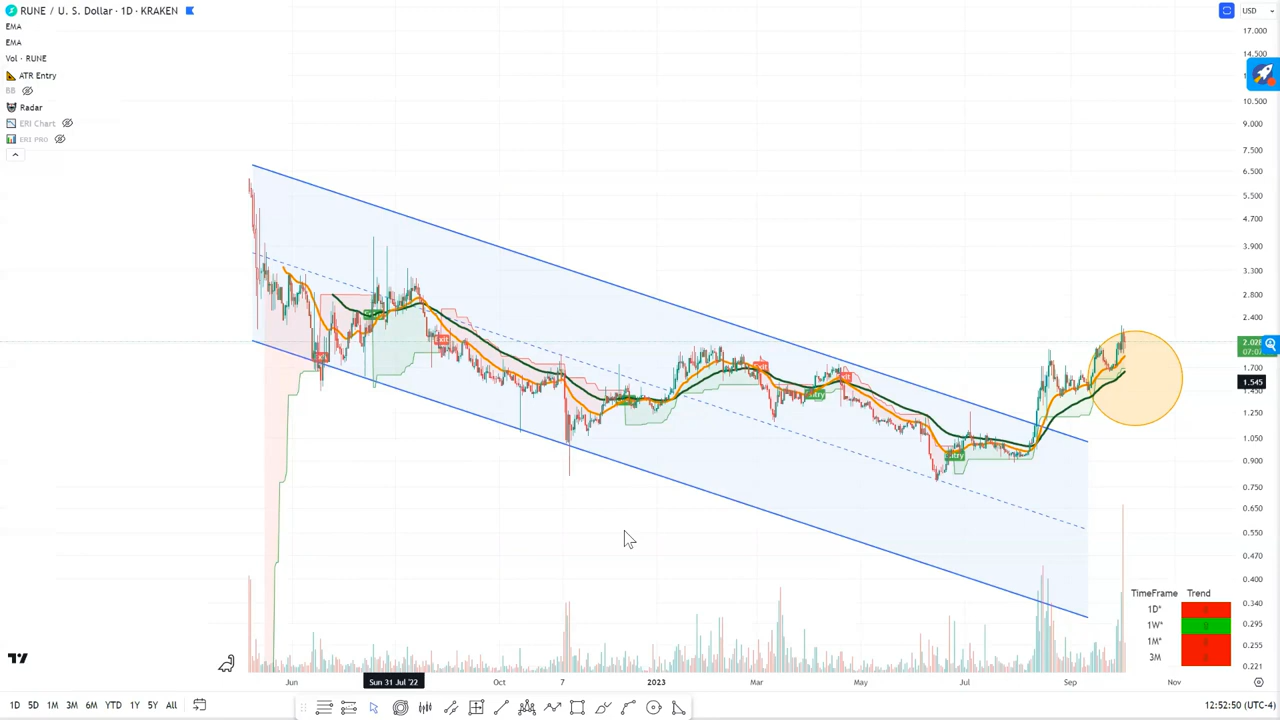 RUNE / U. S. Dollar · 1D · KRAKEN
USD
EMA
EMA
Vol · RUNE
ATR Entry
BB
Radar
ERI Chart
ERI PRO
17.000
14.500
10.500
9.000
7.500
6.500
5.500
4.700
3.900
3.300
2.800
2.400
2.028
1.700
1.545
1.450
1.250
1.050
0.900
0.750
0.650
0.550
0.470
0.400
0.340
0.295
0.255
0.221
Exit
Entry
TimeFrame Trend
1D*
1W*
1M*
3M
Jun
Sun 31 Jul '22
Oct
7
2023
Mar
May
Jul
Sep
Nov
1D 5D 1M 3M 6M YTD 1Y 5Y All
12:52:50 (UTC-4)